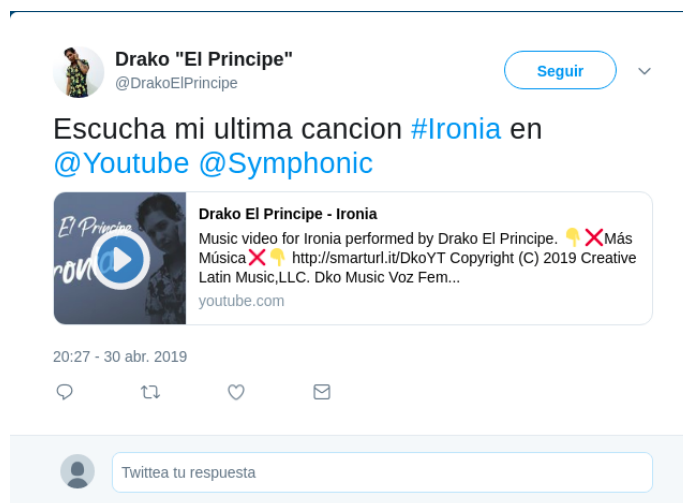 Drako "El Principe"
@DrakoElPrincipe
Seguir
Escucha mi ultima cancion #Ironia en
@Youtube @Symphonic
El Principe
Drako El Principe - Ironia
Music video for Ironia performed by Drako El Principe. 👇❌Más
Música❌👇 http://smarturl.it/DkoYT Copyright (C) 2019 Creative
Latin Music,LLC. Dko Music Voz Fem...
youtube.com
20:27 - 30 abr. 2019
Twittea tu respuesta